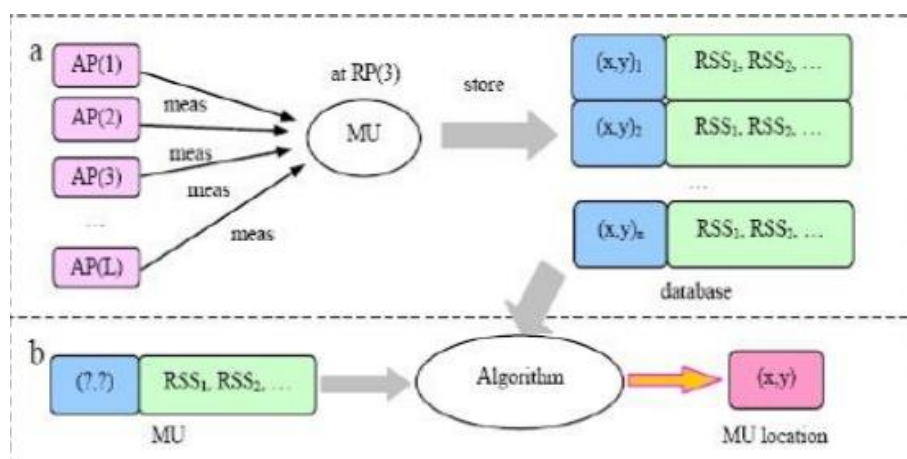 a
AP(1)
AP(2)
AP(3)
...
AP(L)
meas
meas
meas
meas
at RP(3)
MU
store
(x,y)₁ RSS₁, RSS₂, ...
(x,y)₂ RSS₁, RSS₂, ...
...
(x,y)ₙ RSS₁, RSS₂, ...
database
b
(?,?) RSS₁, RSS₂, ...
MU
Algorithm
(x,y)
MU location